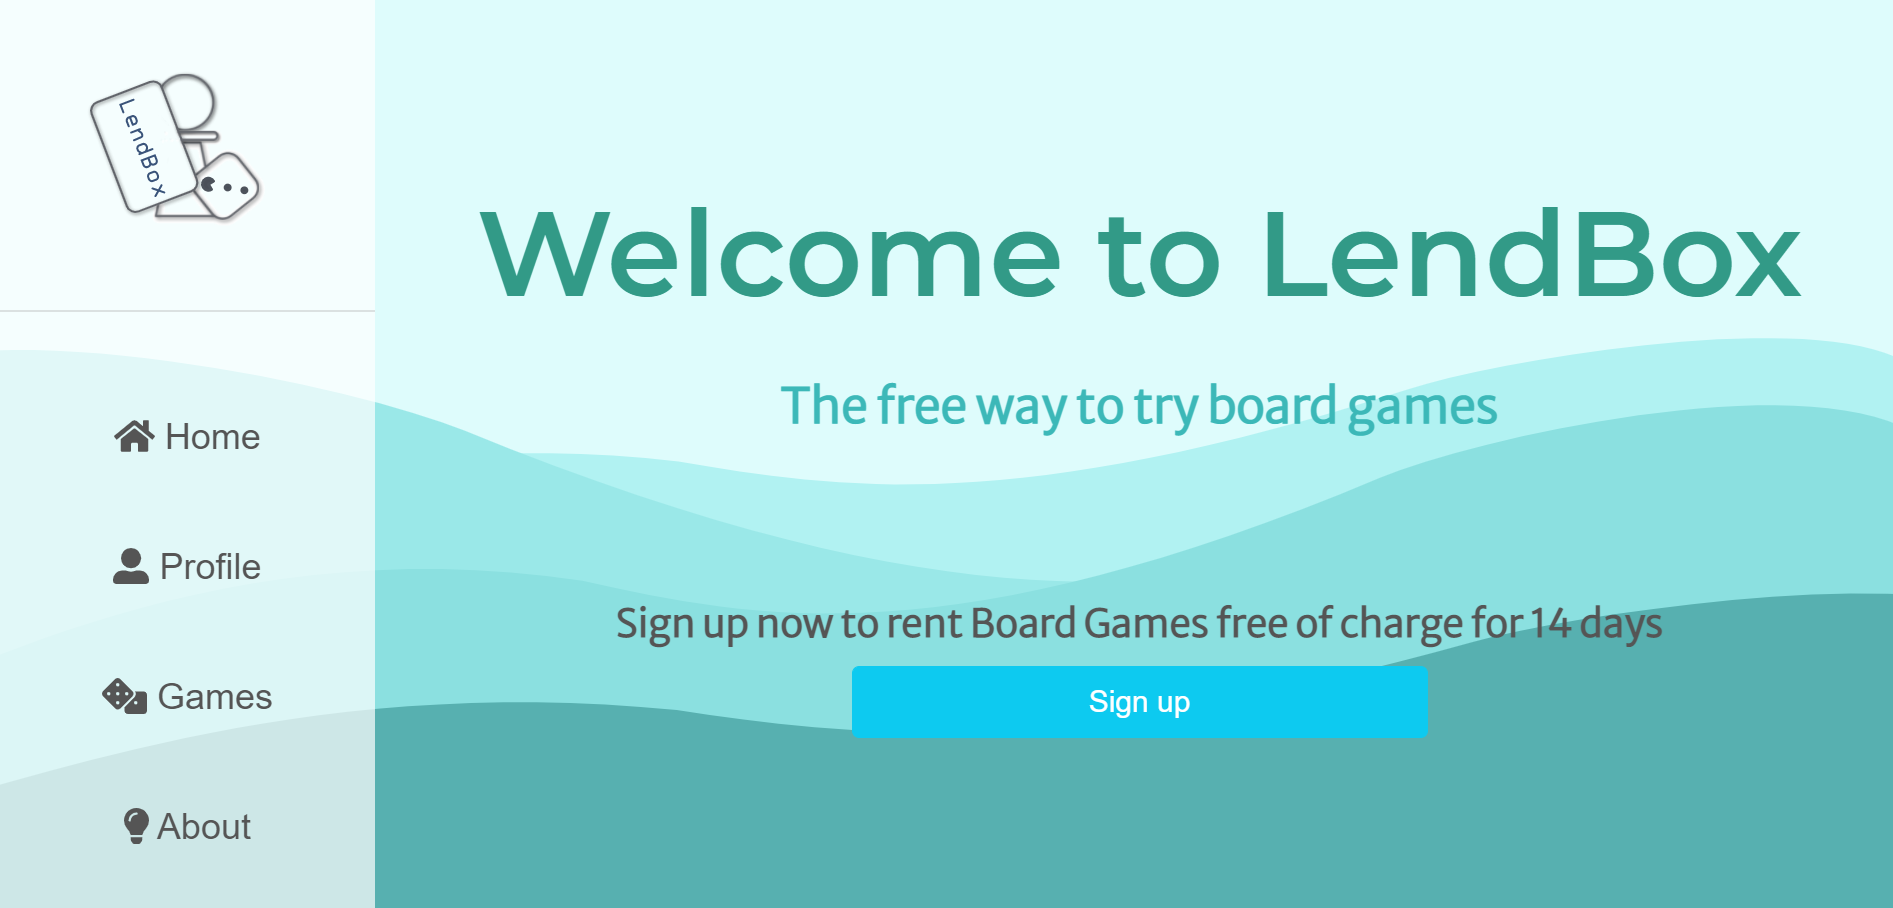 LendBox
Home
Profile
Games
About
Welcome to LendBox
The free way to try board games
Sign up now to rent Board Games free of charge for 14 days
Sign up